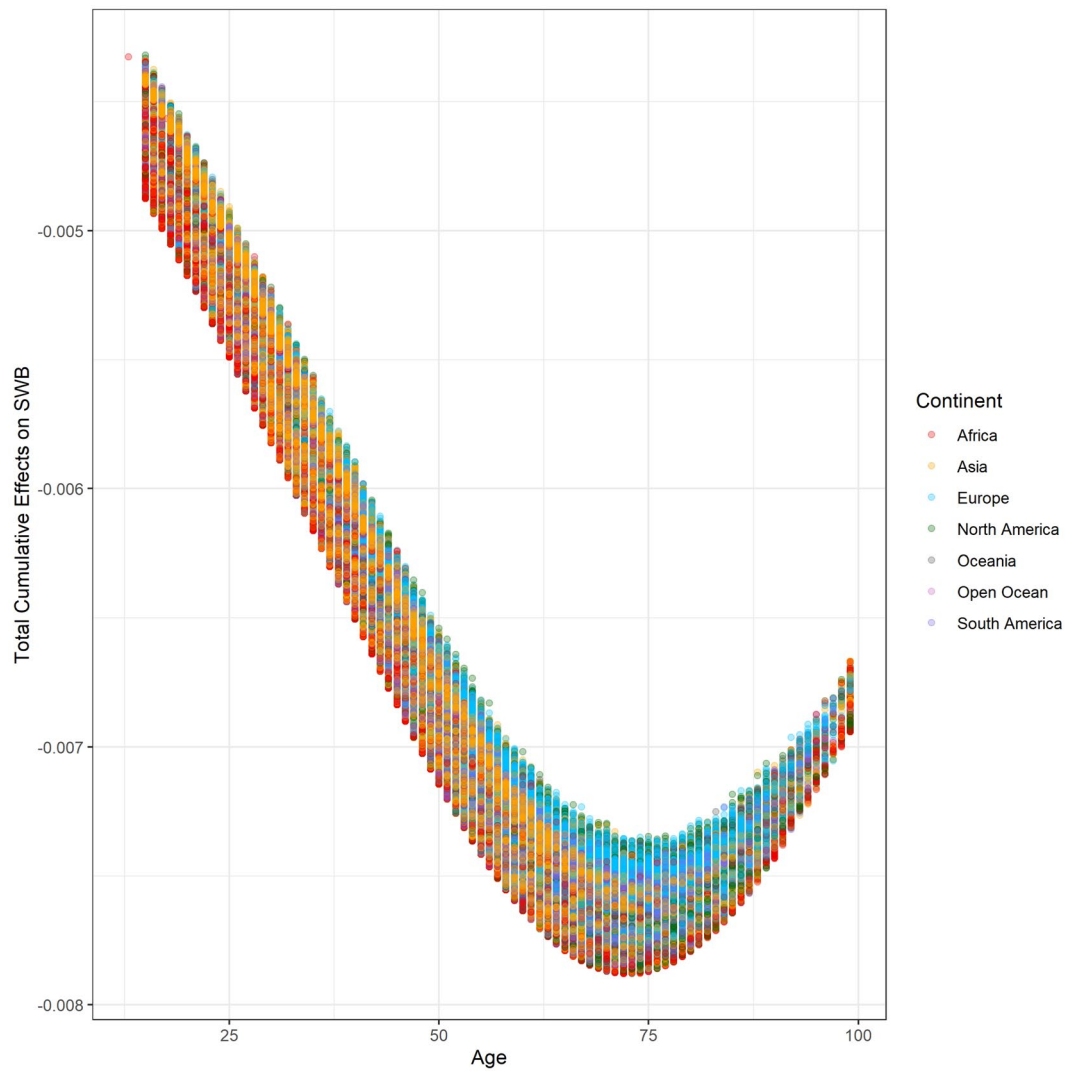 Total Cumulative Effects on SWB
-0.005
-0.006
-0.007
-0.008
25
50
75
100
Age
Continent
Africa
Asia
Europe
North America
Oceania
Open Ocean
South America